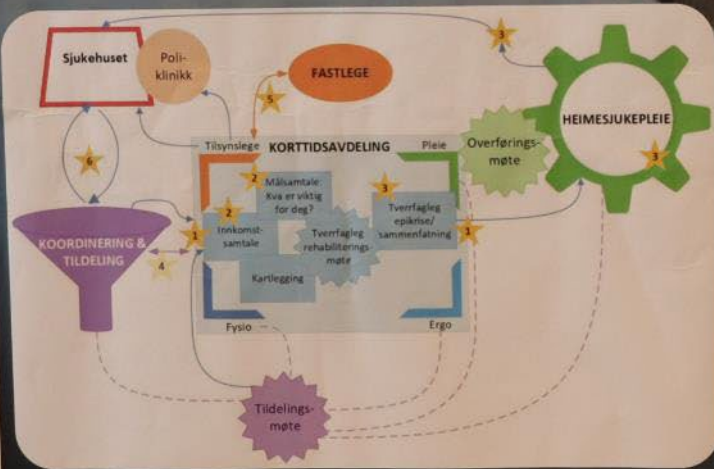 Sjukehuset
Poli-
klinikk
FASTLEGE
3
HEIMESJUKEPLEIE
3
5
6
Tilsynslege
KORTTIDSAVDELING
Pleie
Overførings-
møte
2
Målsamtale:
Kva er viktig
for deg?
3
2
Innkomst-
samtale
Tverrfagleg
rehabiliterings
møte
Tverrfagleg
epikrise/
sammenfatning
1
1
KOORDINERING &
TILDELING
4
Kartlegging
Fysio
Ergo
Tildelings-
møte